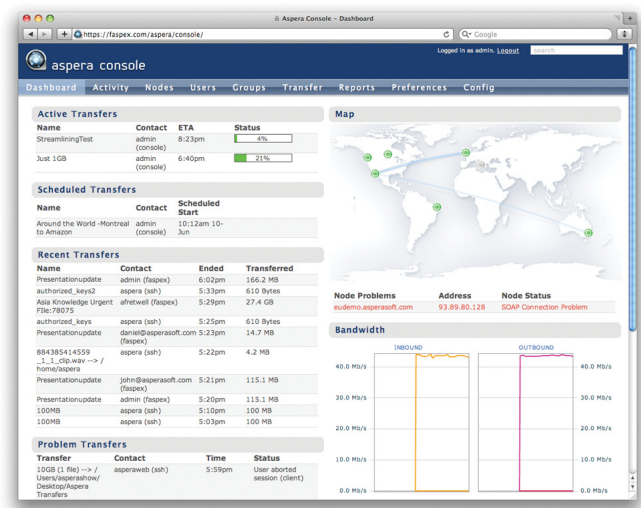 Aspera Console – Dashboard
https://faspex.com/aspera/console/
Google
Logged in as admin. Logout
search
aspera console
Dashboard Activity Nodes Users Groups Transfer Reports Preferences Config
Active Transfers
Name Contact ETA Status
StreamliningTest admin (console) 8:23pm 4%
Just 1GB admin (console) 6:40pm 21%
Scheduled Transfers
Name Contact Scheduled Start
Around the World -Montreal to Amazon admin (console) 10:12am 10-Jun
Recent Transfers
Name Contact Ended Transferred
Presentationupdate admin (faspex) 6:02pm 166.2 MB
authorized_keys2 aspera (ssh) 5:33pm 610 Bytes
Asia Knowledge Urgent FIle:78075 afretwell (faspex) 5:29pm 27.4 GB
authorized_keys aspera (ssh) 5:25pm 610 Bytes
Presentationupdate daniel@asperasoft.com (faspex) 5:23pm 14.7 MB
884385414559 _1_1_clip.wav --> / home/aspera aspera (ssh) 5:22pm 4.2 MB
Presentationupdate john@asperasoft.com (faspex) 5:21pm 115.1 MB
Presentationupdate admin (faspex) 5:20pm 115.1 MB
100MB aspera (ssh) 5:10pm 100 MB
100MB aspera (ssh) 5:03pm 100 MB
Problem Transfers
Transfer Contact Time Status
10GB (1 file) --> / Users/asperashow/ Desktop/Aspera Transfers asperaweb (ssh) 5:59pm User aborted session (client)
Map
Node Problems Address Node Status
eudemo.asperasoft.com 93.89.80.128 SOAP Connection Problem
Bandwidth
INBOUND OUTBOUND
40.0 Mb/s 40.0 Mb/s
30.0 Mb/s 30.0 Mb/s
20.0 Mb/s 20.0 Mb/s
10.0 Mb/s 10.0 Mb/s
0.0 Mb/s 0.0 Mb/s